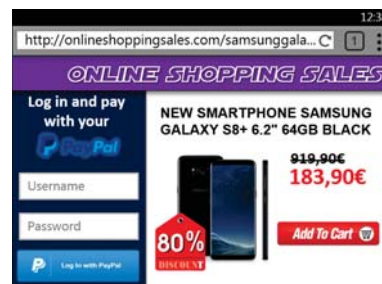 12:3
http://onlineshoppingsales.com/samsunggala...
1
ONLINE SHOPPING SALES
Log in and pay
with your
PayPal
Username
Password
Log In with PayPal
NEW SMARTPHONE SAMSUNG
GALAXY S8+ 6.2" 64GB BLACK
919,90€
183,90€
80%
DISCOUNT
Add To Cart